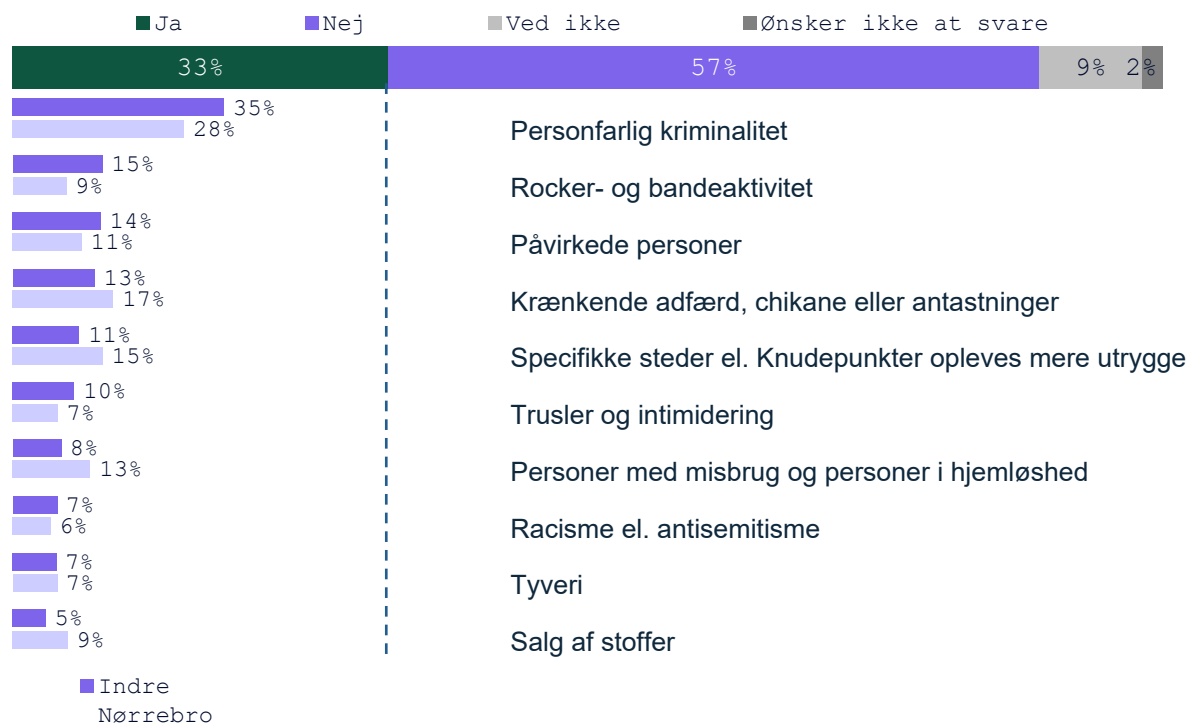 Ja Nej Ved ikke Ønsker ikke at svare
33% 57% 9% 2%
35%
28% Personfarlig kriminalitet
15%
9% Rocker- og bandeaktivitet
14%
11% Påvirkede personer
13%
17% Krænkende adfærd, chikane eller antastninger
11%
15% Specifikke steder el. Knudepunkter opleves mere utrygge
10%
7% Trusler og intimidering
8%
13% Personer med misbrug og personer i hjemløshed
7%
6% Racisme el. antisemitisme
7%
7% Tyveri
5%
9% Salg af stoffer
Indre
Nørrebro